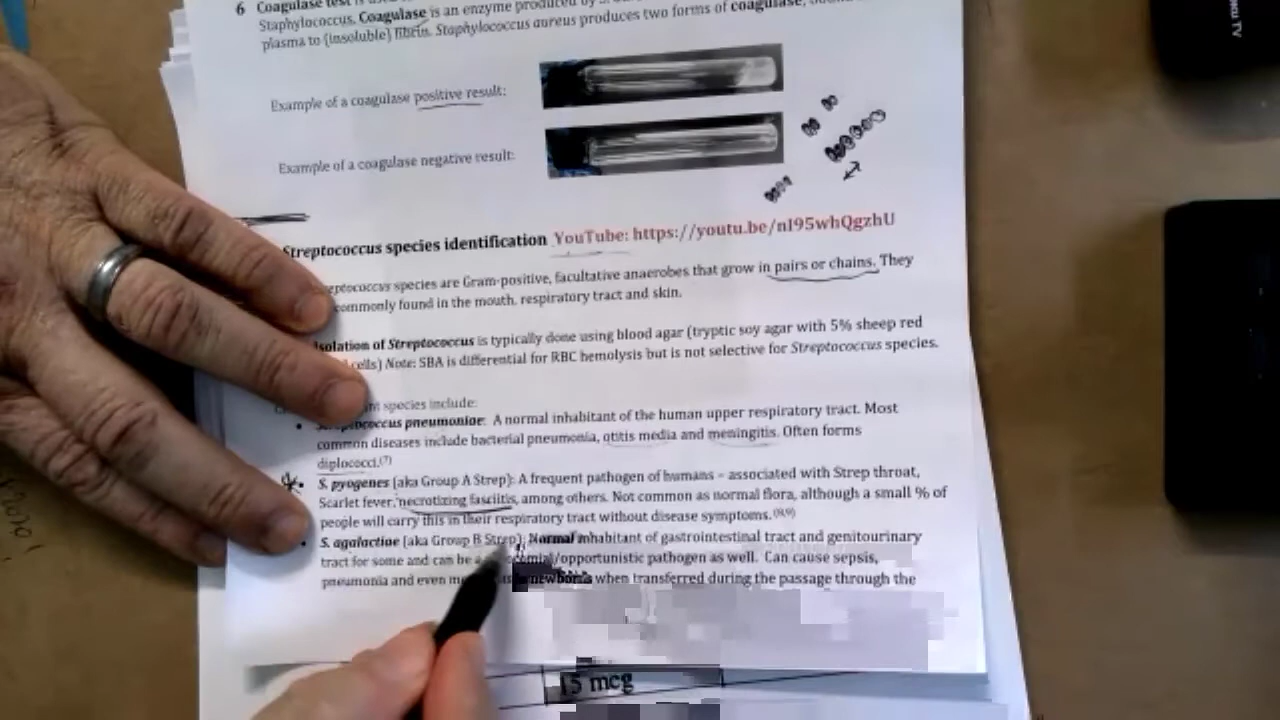 6 Coagulase test is used
Staphylococcus. Coagulase is an enzyme produced by
plasma to (insoluble) fibrin. Staphylococcus aureus produces two forms of coagulase,
Example of a coagulase positive result:
Example of a coagulase negative result:
Streptococcus species identification YouTube: https://youtu.be/nI95whQgzhU
species are Gram-positive, facultative anaerobes that grow in pairs or chains. They
commonly found in the mouth, respiratory tract and skin.
Isolation of Streptococcus is typically done using blood agar (tryptic soy agar with 5% sheep red
cells) Note: SBA is differential for RBC hemolysis but is not selective for Streptococcus species.
species include:
• pneumoniae: A normal inhabitant of the human upper respiratory tract. Most
common diseases include bacterial pneumonia, otitis media and meningitis. Often forms
diplococci.(7)
• S. pyogenes (aka Group A Strep): A frequent pathogen of humans – associated with Strep throat,
Scarlet fever, necrotizing fasciitis, among others. Not common as normal flora, although a small % of
people will carry this in their respiratory tract without disease symptoms.(8,9)
• S. agalactiae (aka Group B Strep): Normal inhabitant of gastrointestinal tract and genitourinary
tract for some and can be a /opportunistic pathogen as well. Can cause sepsis,
pneumonia and even newborns when transferred during the passage through the
15 mcg
TV